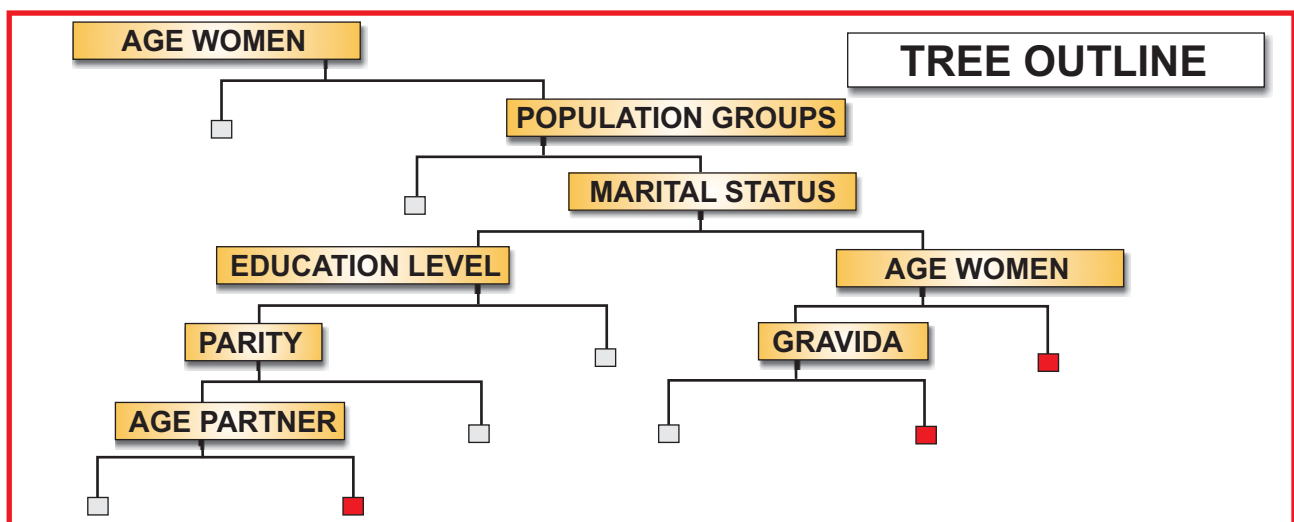 AGE WOMEN
TREE OUTLINE
POPULATION GROUPS
MARITAL STATUS
EDUCATION LEVEL
AGE WOMEN
PARITY
GRAVIDA
AGE PARTNER